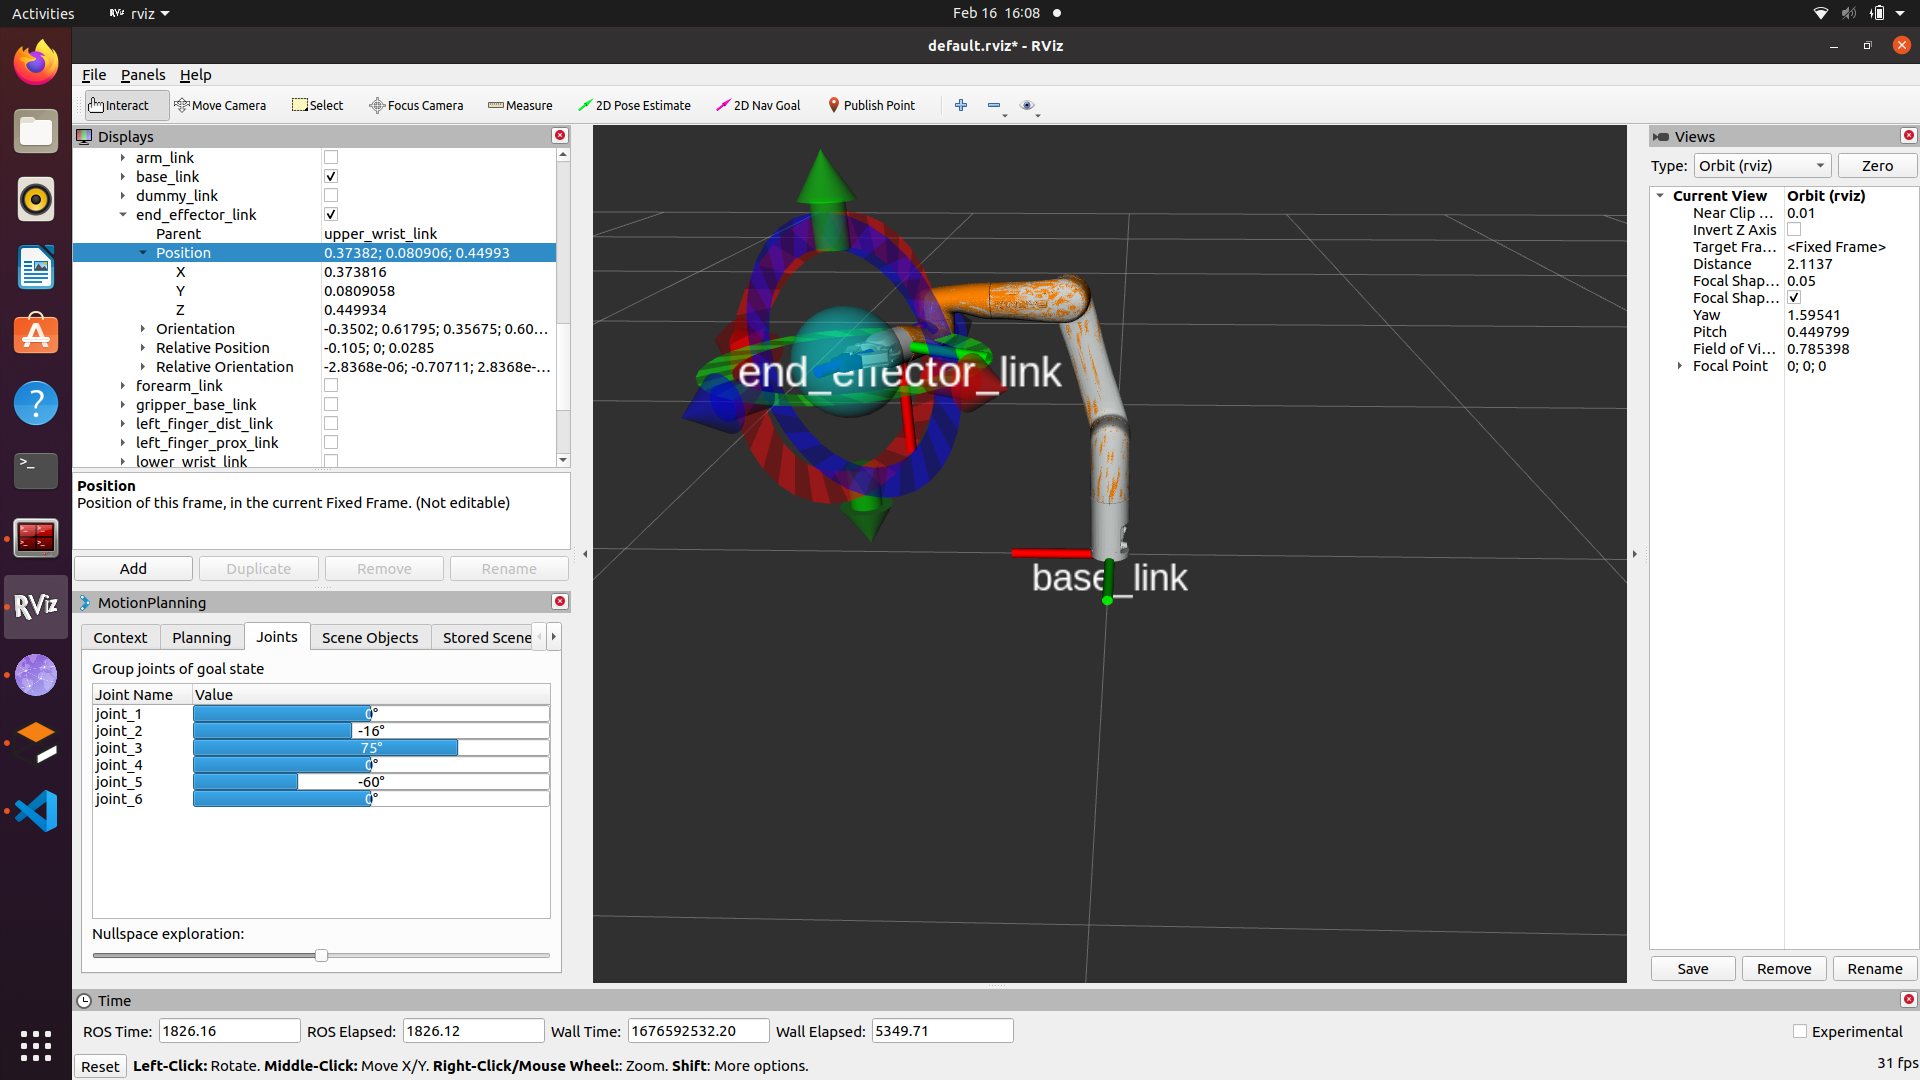 Activities rviz Feb 16 16:08
default.rviz* - RViz
File Panels Help
Interact Move Camera Select Focus Camera Measure 2D Pose Estimate 2D Nav Goal Publish Point
Displays
arm_link
base_link
dummy_link
end_effector_link
Parent upper_wrist_link
Position 0.37382; 0.080906; 0.44993
X 0.373816
Y 0.0809058
Z 0.449934
Orientation -0.3502; 0.61795; 0.35675; 0.60...
Relative Position -0.105; 0; 0.0285
Relative Orientation -2.8368e-06; -0.70711; 2.8368e-...
forearm_link
gripper_base_link
left_finger_dist_link
left_finger_prox_link
lower_wrist_link
Position
Position of this frame, in the current Fixed Frame. (Not editable)
Add Duplicate Remove Rename
RViz
MotionPlanning
Context Planning Joints Scene Objects Stored Scene
Group joints of goal state
Joint Name Value
joint_1 0°
joint_2 -16°
joint_3 75°
joint_4 0°
joint_5 -60°
joint_6 0°
Nullspace exploration:
end_effector_link
base_link
Views
Type: Orbit (rviz) Zero
Current View Orbit (rviz)
Near Clip ... 0.01
Invert Z Axis
Target Fra... <Fixed Frame>
Distance 2.1137
Focal Shap... 0.05
Focal Shap...
Yaw 1.59541
Pitch 0.449799
Field of Vi... 0.785398
Focal Point 0; 0; 0
Save Remove Rename
Time
ROS Time: 1826.16 ROS Elapsed: 1826.12 Wall Time: 1676592532.20 Wall Elapsed: 5349.71 Experimental
Reset Left-Click: Rotate. Middle-Click: Move X/Y. Right-Click/Mouse Wheel:: Zoom. Shift: More options. 31 fps